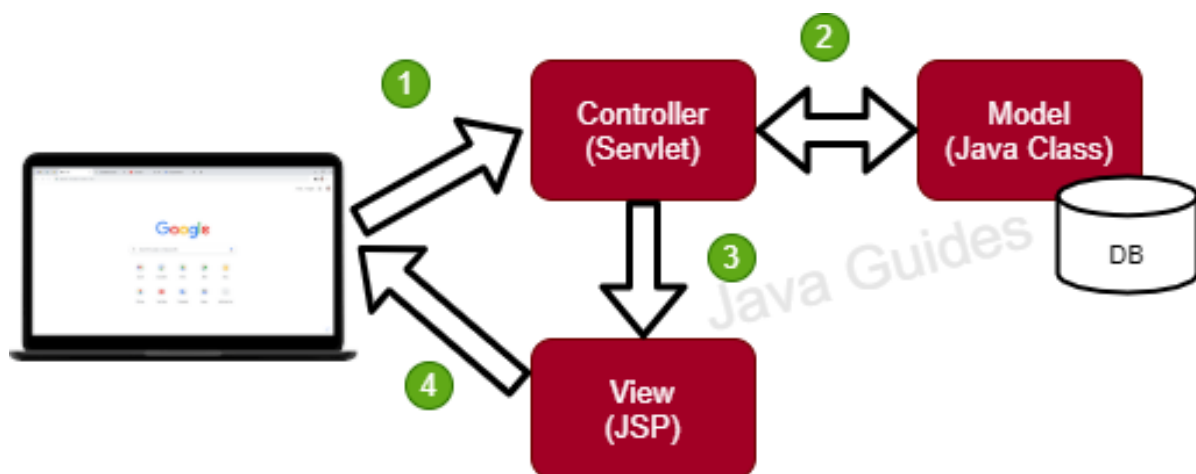 1
2
Controller
(Servlet)
Model
(Java Class)
Google
3
DB
Java Guides
4
View
(JSP)